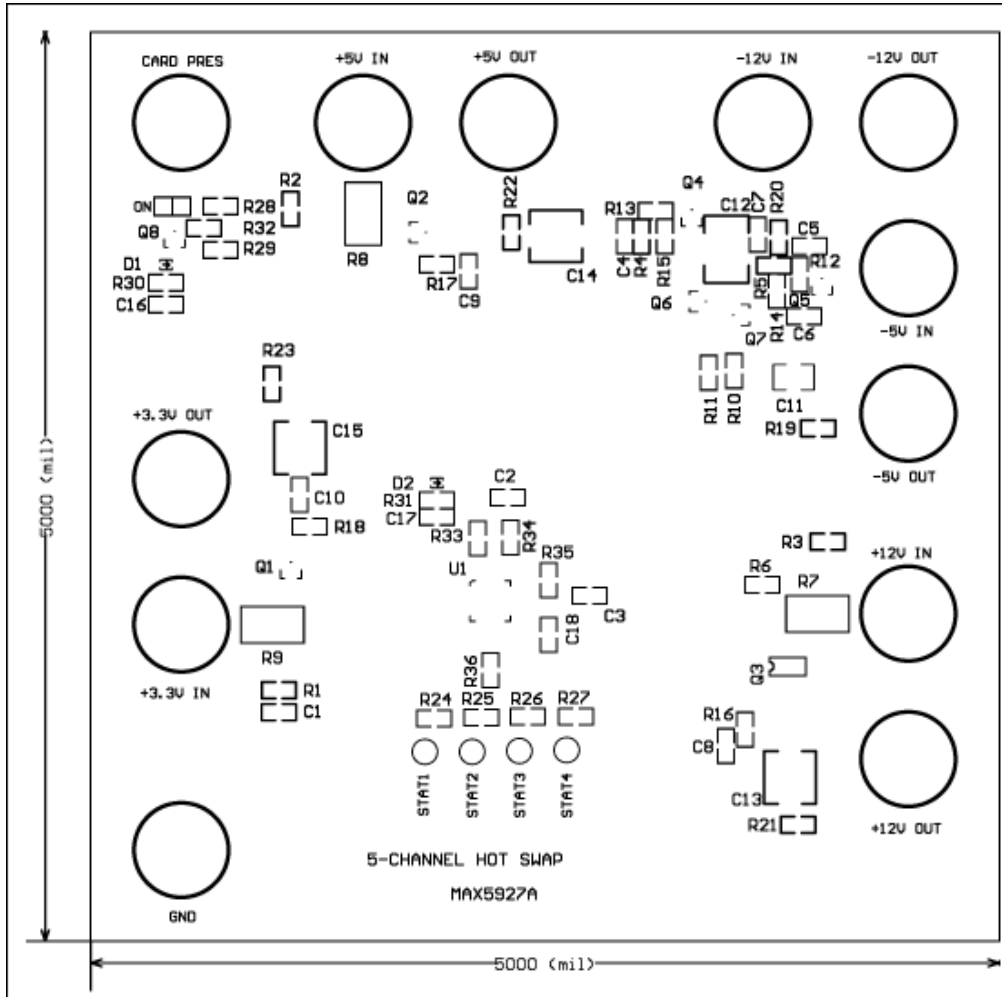 CARD PRES
+5V IN
+5V OUT
-12V IN
-12V OUT
R2
R22
Q4
R20
ON
R28
Q2
R13
C12
C7
Q8
R32
R29
C5
D1
R8
C14
C4
R4
R15
R12
R30
R17
R5
C16
C9
Q6
Q5
R14
C6
Q7
-5V IN
R23
+3.3V OUT
C15
R11
R10
C11
R19
5000 (mil)
D2
C2
-5V OUT
C10
R31
R18
C17
R33
R34
R3
R35
+12V IN
Q1
U1
R6
R7
C3
C18
R9
R36
Q3
+3.3V IN
R1
C1
R24
R25
R26
R27
R16
C8
STAT1
STAT2
STAT3
STAT4
C13
R21
+12V OUT
5-CHANNEL HOT SWAP
MAX5927A
GND
5000 (mil)